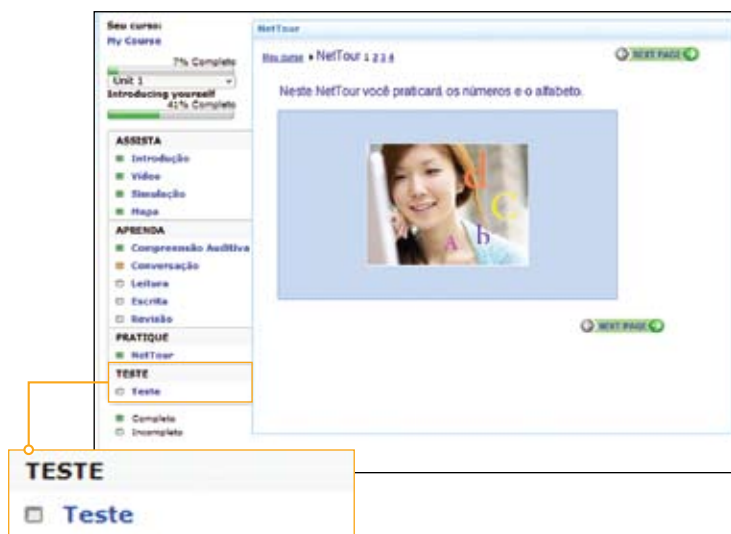 Seu curso:
My Course
7% Completo
Unit 1
Introducing yourself
41% Completo
ASSISTA
Introdução
Vídeo
Simulação
Mapa
APRENDA
Compreensão Auditiva
Conversação
Leitura
Escrita
Revisão
PRATIQUE
NetTour
TESTE
Teste
Completo
Incompleto
NetTour
Meu curso NetTour 1 2 3 4
NEXT PAGE
Neste NetTour você praticará os números e o alfabeto.
d
C
A b
NEXT PAGE
TESTE
Teste